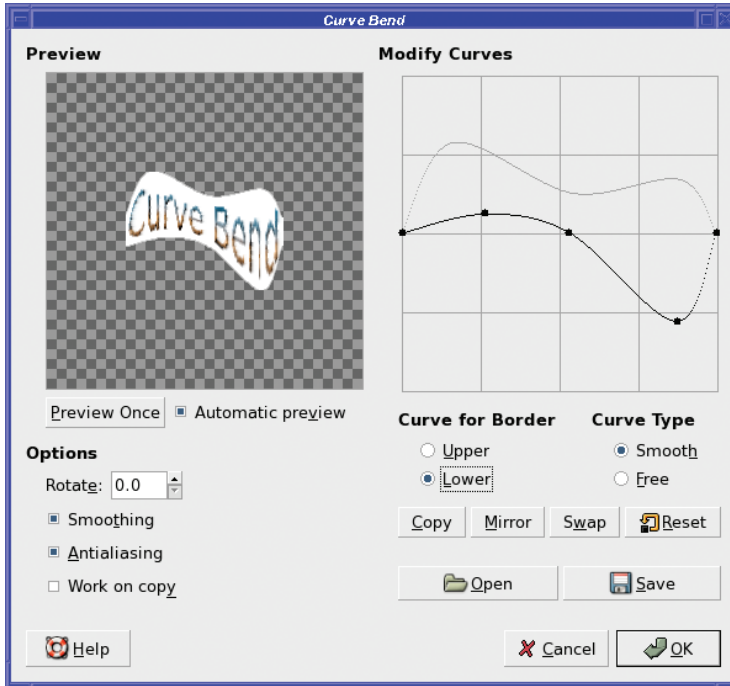 Curve Bend
Preview
Modify Curves
Curve Bend
Preview Once
Automatic preview
Curve for Border
Curve Type
Upper
Smooth
Lower
Free
Options
Rotate: 0.0
Smoothing
Antialiasing
Work on copy
Copy
Mirror
Swap
Reset
Open
Save
Help
Cancel
OK